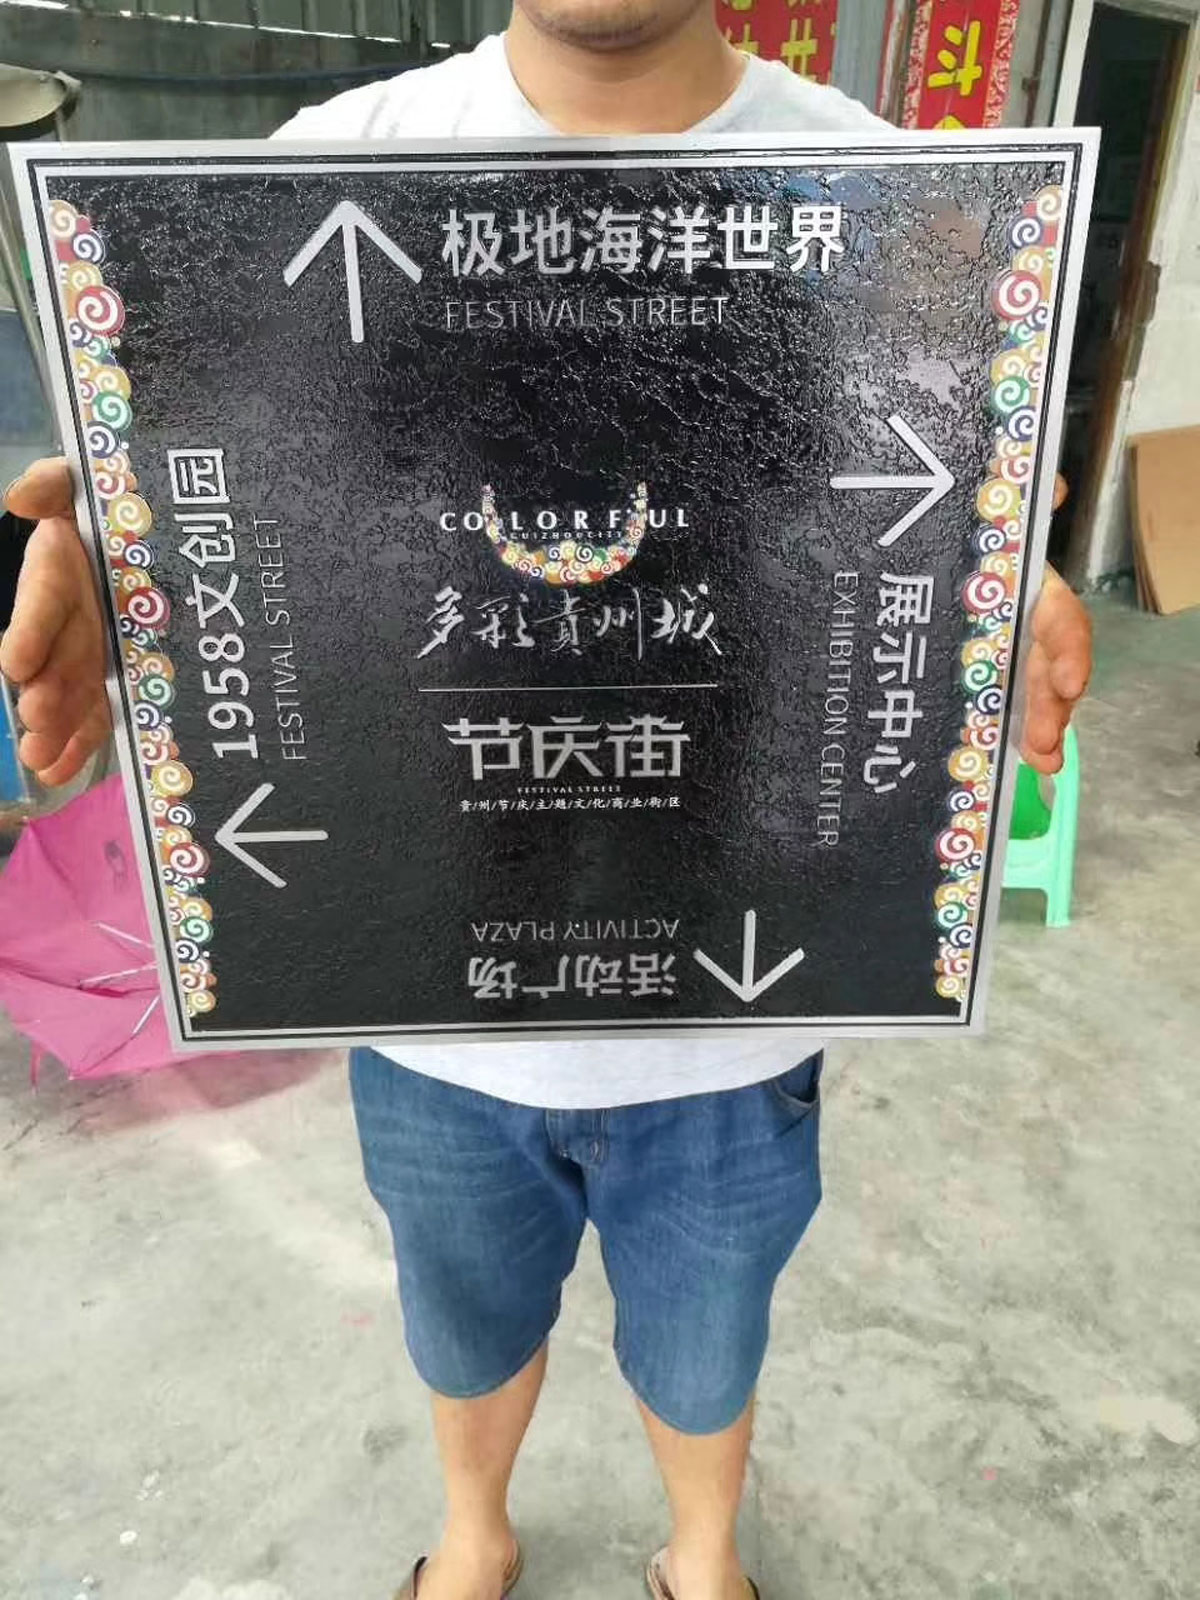 极地海洋世界
FESTIVAL STREET
1958文创园
FESTIVAL STREET
展示中心
EXHIBITION CENTER
COLORFUL
GUIZHOUCITY
多彩貴州城
节庆街
FESTIVAL STREET
贵/州/节/庆/主/题/文/化/商/业/街/区
活动广场
ACTIVITY PLAZA